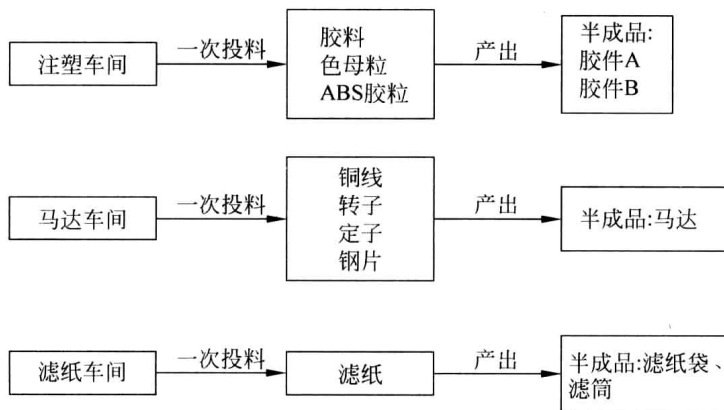 注塑车间
一次投料
胶料
色母粒
ABS胶粒
产出
半成品:
胶件A
胶件B
马达车间
一次投料
铜线
转子
定子
钢片
产出
半成品:马达
滤纸车间
一次投料
滤纸
产出
半成品:滤纸袋、
滤筒